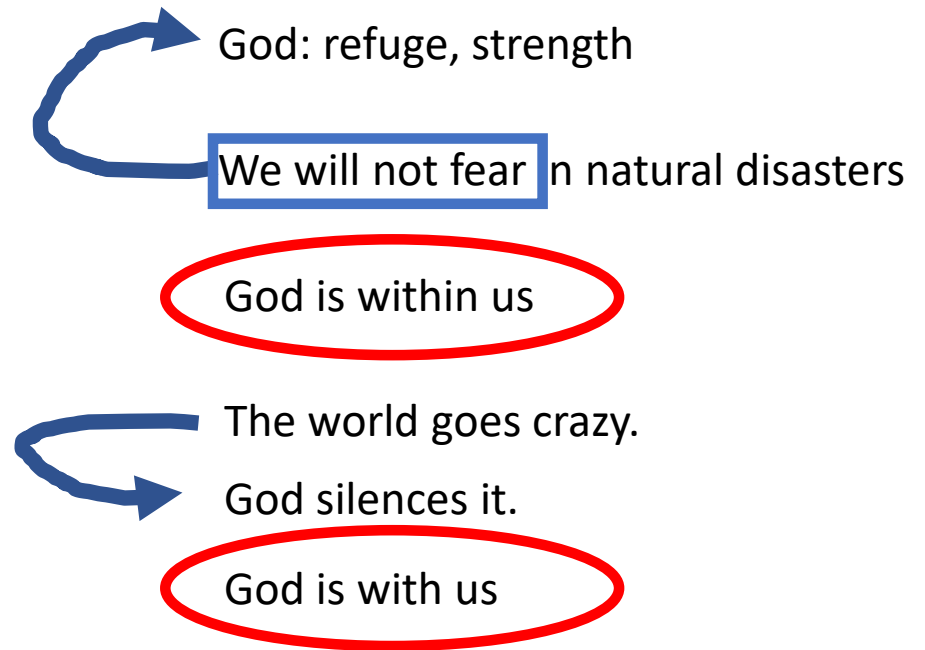 God: refuge, strength
We will not fear n natural disasters
God is within us
The world goes crazy.
God silences it.
God is with us